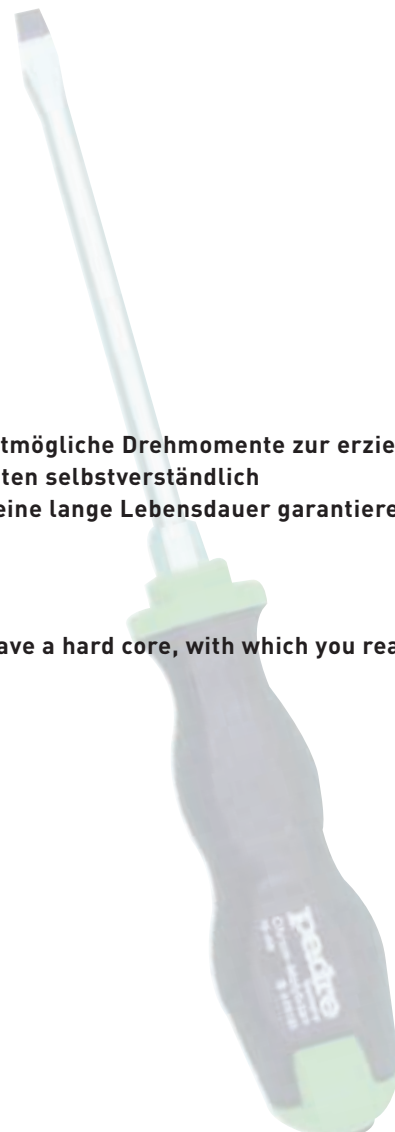 tmögliche Drehmomente zur erzie
ten selbstverständlich
eine lange Lebensdauer garantiere
ave a hard core, with which you rea
pedre